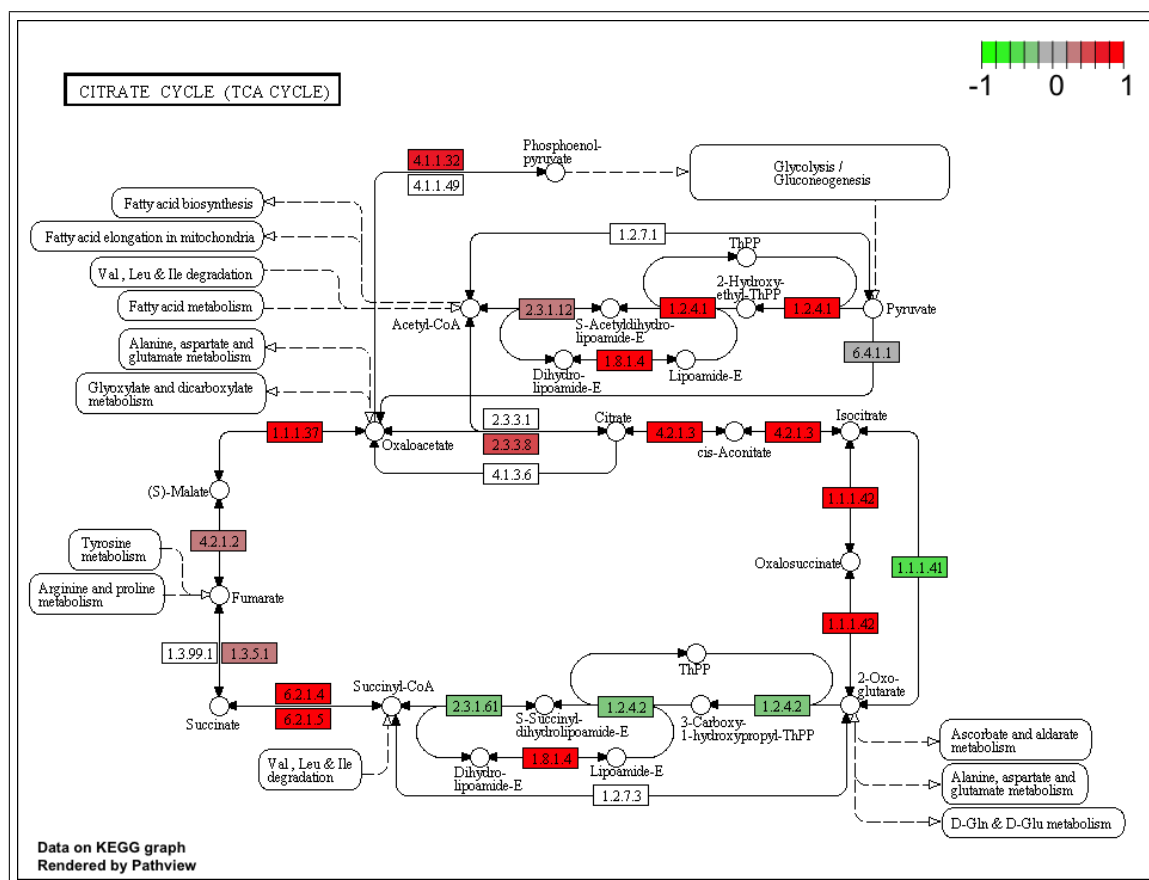 -1 0 1
CITRATE CYCLE (TCA CYCLE)
Phosphoenol-
pyruvate
4.1.1.32
4.1.1.49
Glycolysis /
Gluconeogenesis
Fatty acid biosynthesis
Fatty acid elongation in mitochondria
Val, Leu & Ile degradation
Fatty acid metabolism
Alanine, aspartate and
glutamate metabolism
Glyoxylate and dicarboxylate
metabolism
1.2.7.1
ThPP
2-Hydroxy-
ethyl-ThPP
Acetyl-CoA
2.3.1.12
S-Acetyldihydro-
lipoamide-E
1.2.4.1
1.2.4.1
Pyruvate
6.4.1.1
Dihydro-
lipoamide-E
1.8.1.4
Lipoamide-E
1.1.1.37
Oxaloacetate
2.3.3.1
2.3.3.8
4.1.3.6
Citrate
4.2.1.3
cis-Aconitate
4.2.1.3
Isocitrate
(S)-Malate
1.1.1.42
4.2.1.2
Tyrosine
metabolism
Arginine and proline
metabolism
Fumarate
Oxalosuccinate
1.1.1.41
1.1.1.42
1.3.99.1
1.3.5.1
ThPP
2-Oxo-
glutarate
Succinate
6.2.1.4
6.2.1.5
Succinyl-CoA
2.3.1.61
S-Succinyl-
dihydrolipoamide-E
1.2.4.2
3-Carboxy-
1-hydroxypropyl-ThPP
1.2.4.2
Val, Leu & Ile
degradation
Dihydro-
lipoamide-E
1.8.1.4
Lipoamide-E
1.2.7.3
Ascorbate and aldarate
metabolism
Alanine, aspartate and
glutamate metabolism
D-Gln & D-Glu metabolism
Data on KEGG graph
Rendered by Pathview